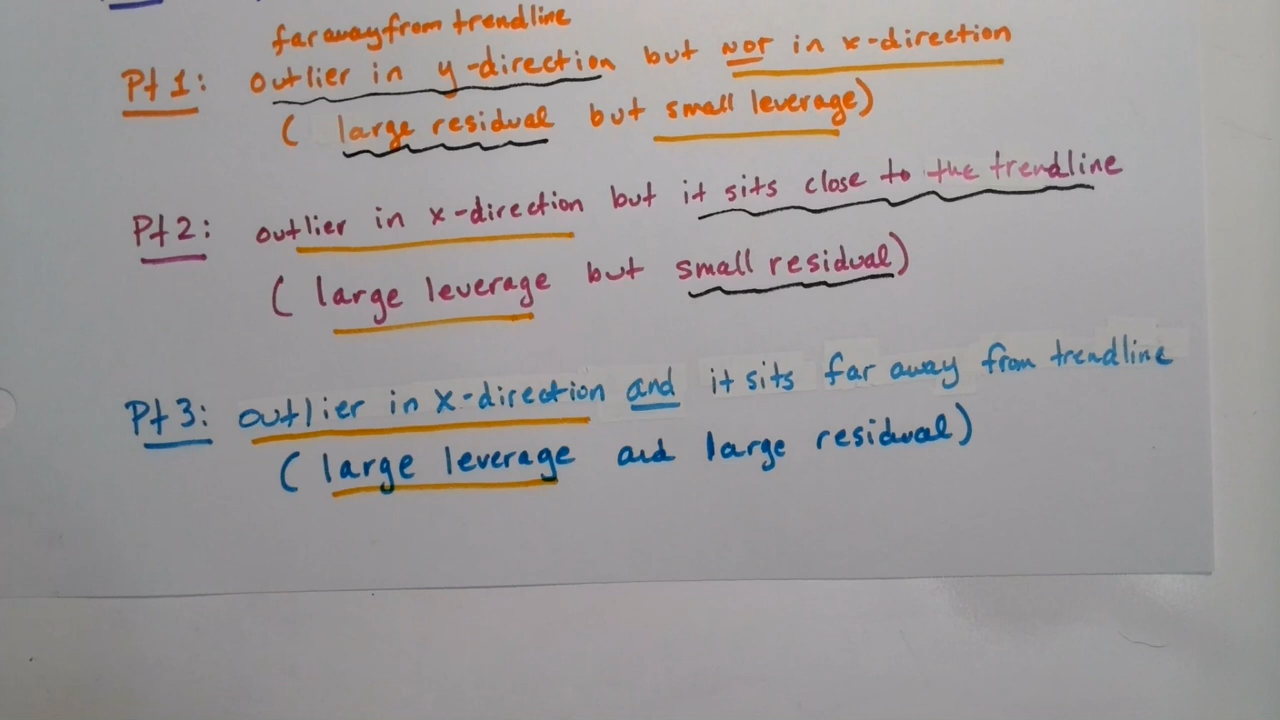 far away from trendline
Pt 1: outlier in y-direction but not in x-direction
( large residual but small leverage)
Pt 2: outlier in x-direction but it sits close to the trendline
( large leverage but small residual)
Pt 3: outlier in x-direction and it sits far away from trendline
( large leverage and large residual)